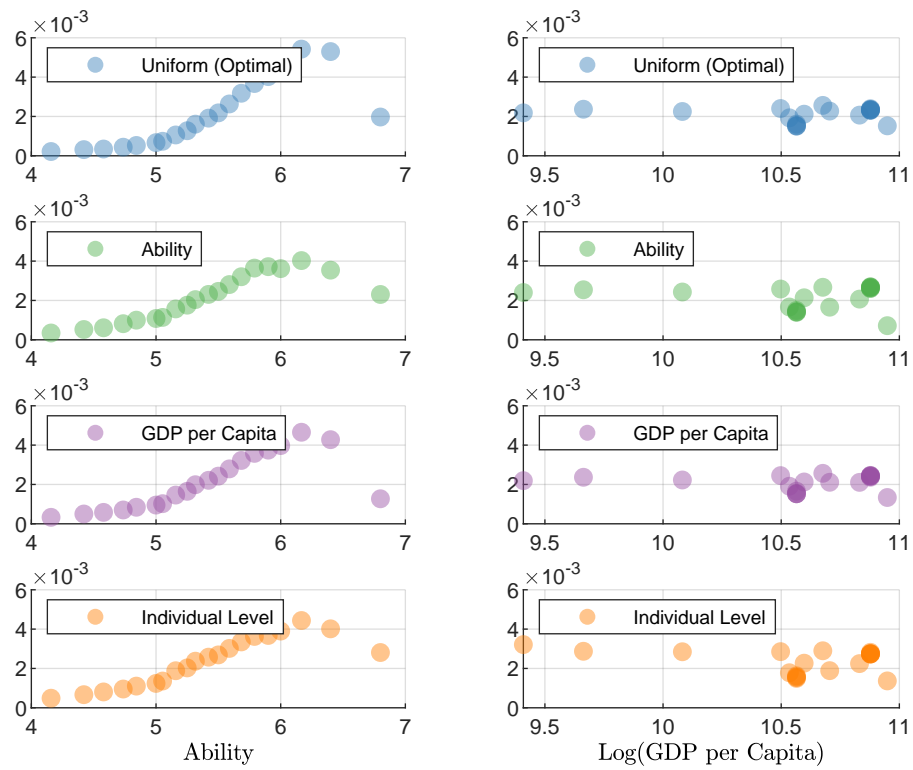 ×10⁻³ ×10⁻³
6 6
Uniform (Optimal) Uniform (Optimal)
4 4
2 2
0 0
4 5 6 7 9.5 10 10.5 11
×10⁻³ ×10⁻³
6 6
Ability Ability
4 4
2 2
0 0
4 5 6 7 9.5 10 10.5 11
×10⁻³ ×10⁻³
6 6
GDP per Capita GDP per Capita
4 4
2 2
0 0
4 5 6 7 9.5 10 10.5 11
×10⁻³ ×10⁻³
6 6
Individual Level Individual Level
4 4
2 2
0 0
4 5 6 7 9.5 10 10.5 11
Ability Log(GDP per Capita)